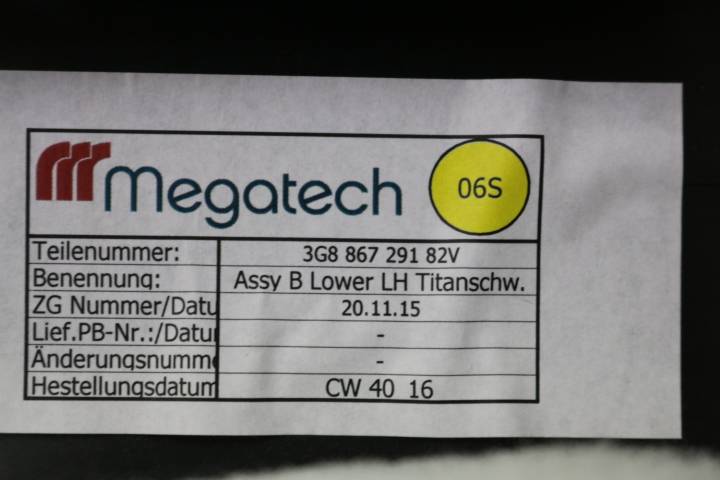 Megatech
06S
Teilenummer: 3G8 867 291 82V
Benennung: Assy B Lower LH Titanschw.
ZG Nummer/Datu 20.11.15
Lief.PB-Nr.:/Datu -
Änderungsnumme -
Hestellungsdatum CW 40 16